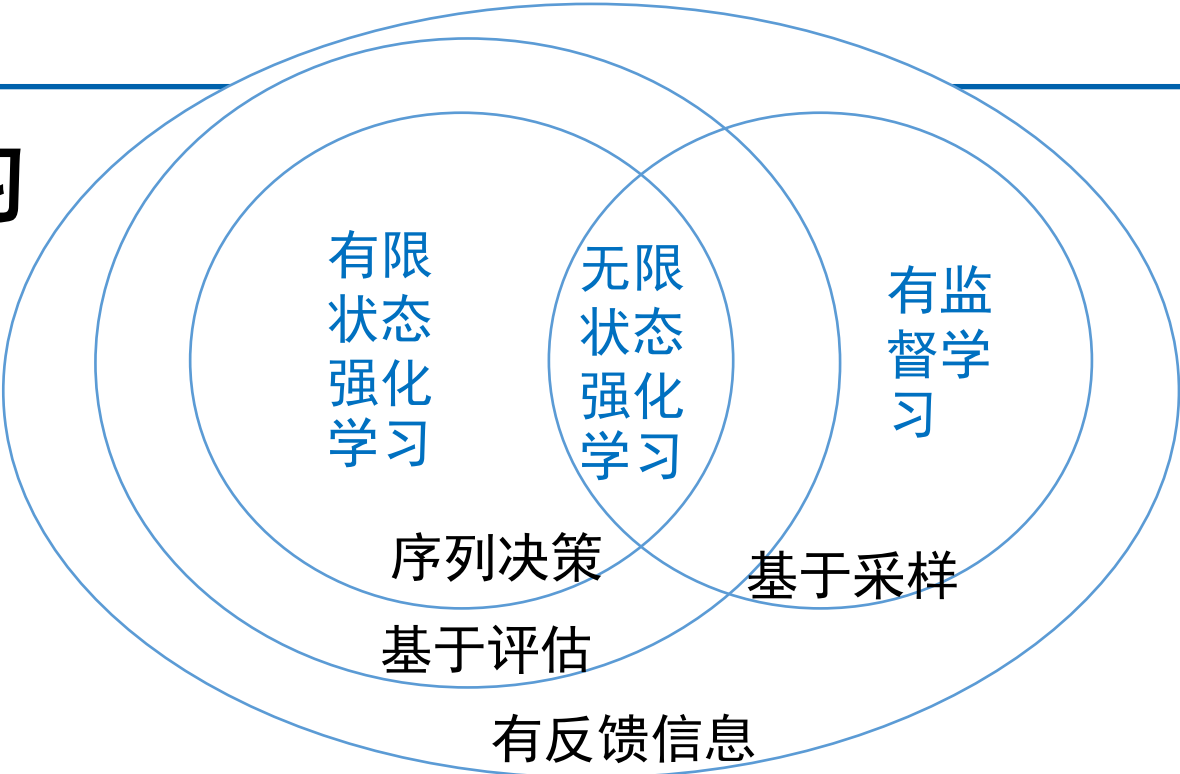 习
有限
状态
强化
学习
无限
状态
强化
学习
有监
督学
习
序列决策
基于采样
基于评估
有反馈信息